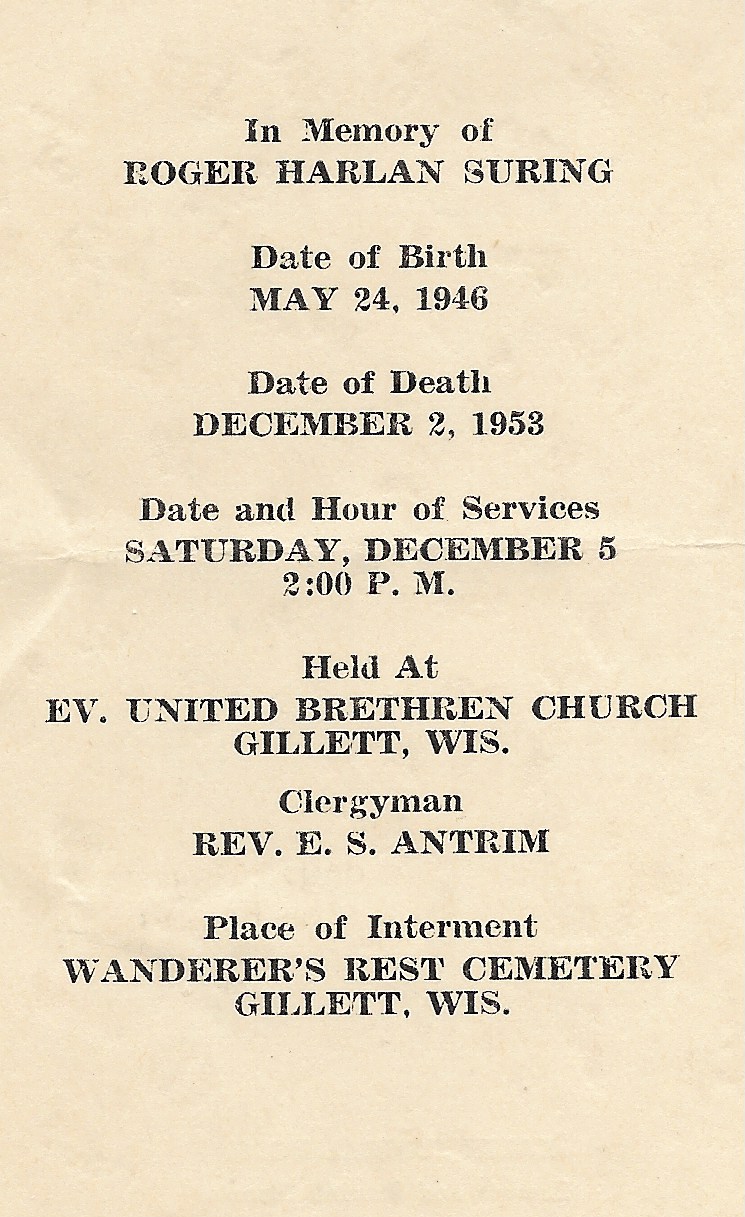 In Memory of
ROGER HARLAN SURING
Date of Birth
MAY 24, 1946
Date of Death
DECEMBER 2, 1953
Date and Hour of Services
SATURDAY, DECEMBER 5
2:00 P. M.
Held At
EV. UNITED BRETHREN CHURCH
GILLETT, WIS.
Clergyman
REV. E. S. ANTRIM
Place of Interment
WANDERER'S REST CEMETERY
GILLETT, WIS.